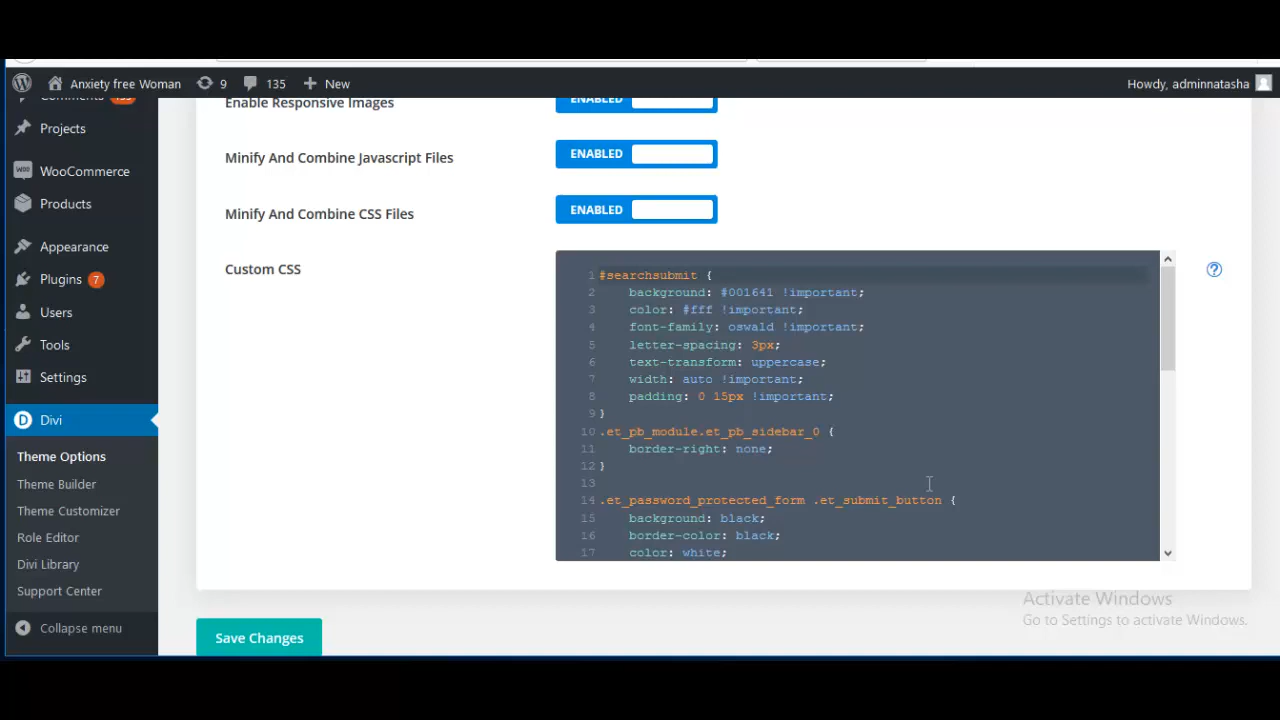 Anxiety free Woman 9 135 New Howdy, adminnatasha
Comments
Projects
WOO WooCommerce
Products
Appearance
Plugins 7
Users
Tools
Settings
D Divi
Theme Options
Theme Builder
Theme Customizer
Role Editor
Divi Library
Support Center
Collapse menu
Enable Responsive Images ENABLED
Minify And Combine Javascript Files ENABLED
Minify And Combine CSS Files ENABLED
Custom CSS
1 #searchsubmit {
2 background: #001641 !important;
3 color: #fff !important;
4 font-family: oswald !important;
5 letter-spacing: 3px;
6 text-transform: uppercase;
7 width: auto !important;
8 padding: 0 15px !important;
9 }
10 .et_pb_module.et_pb_sidebar_0 {
11 border-right: none;
12 }
13
14 .et_password_protected_form .et_submit_button {
15 background: black;
16 border-color: black;
17 color: white;
?
Save Changes
Activate Windows
Go to Settings to activate Windows.